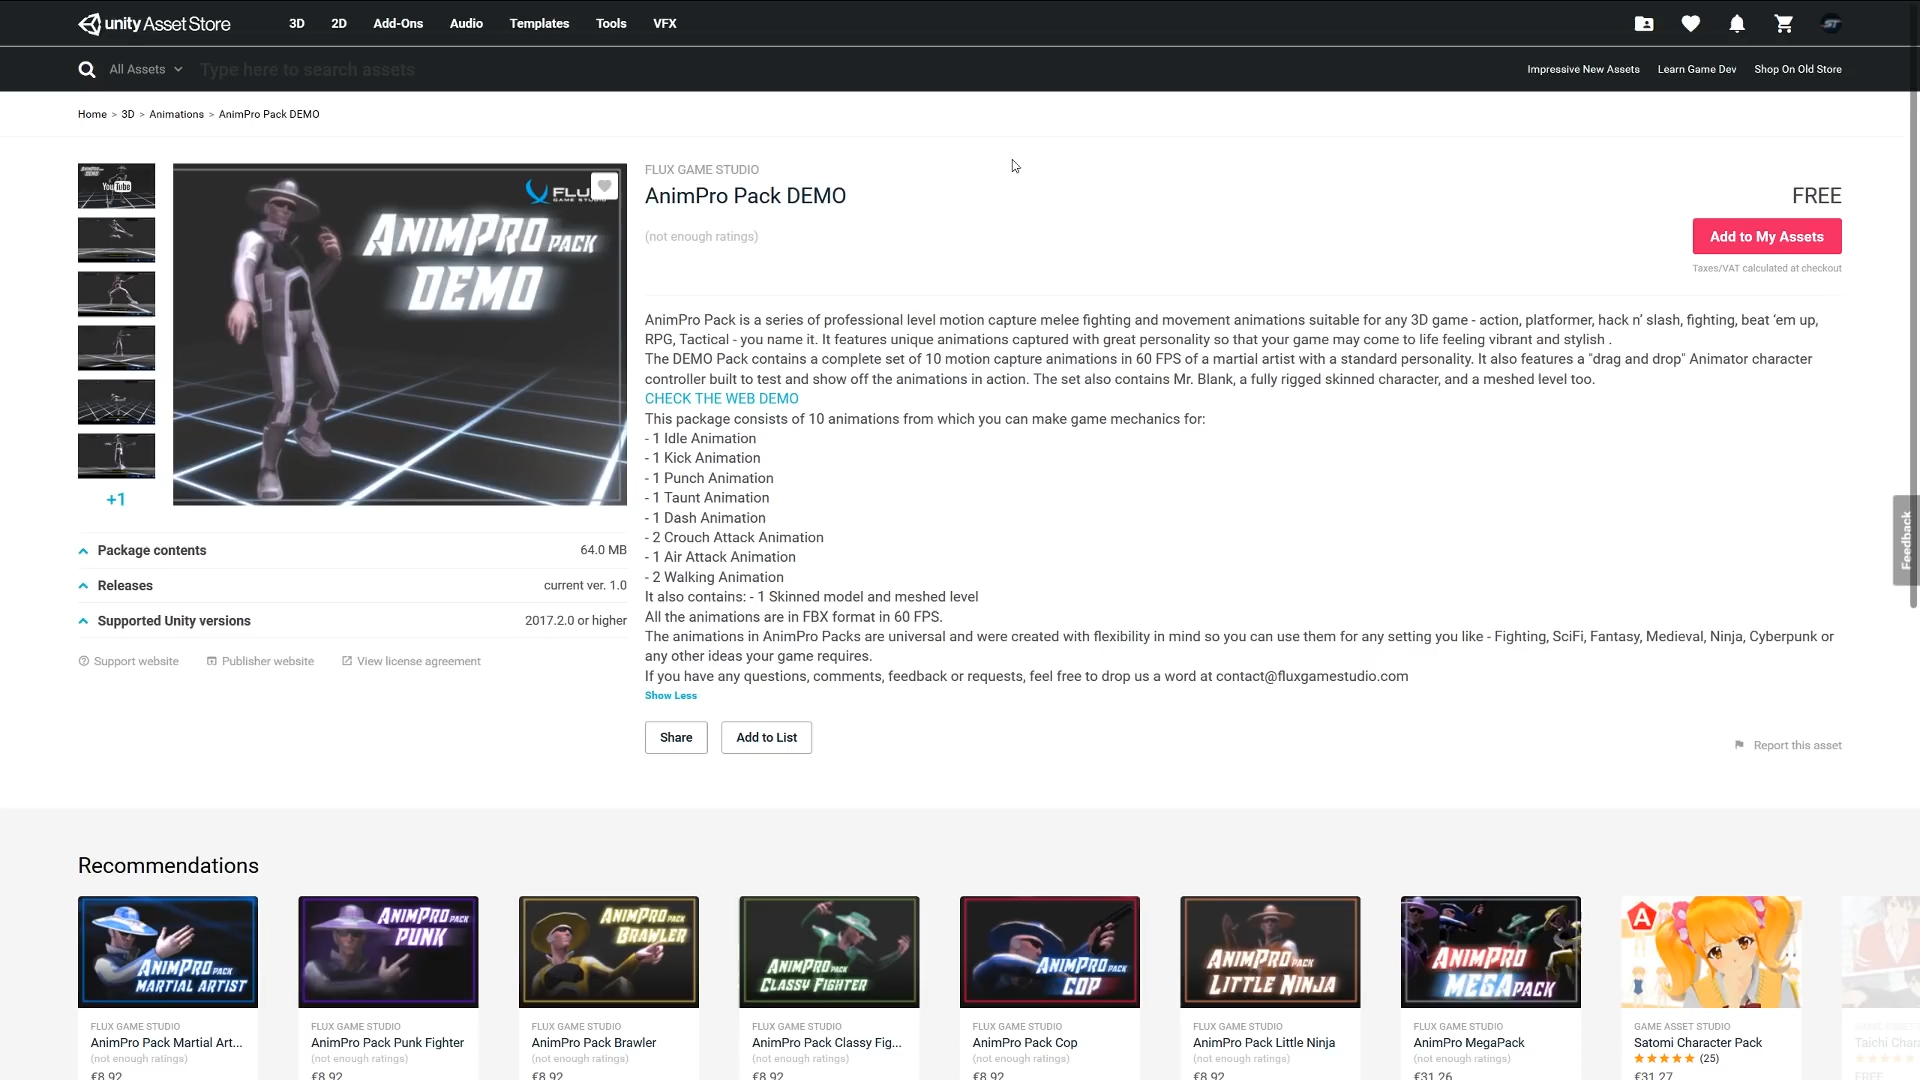 unity Asset Store
3D 2D Add-Ons Audio Templates Tools VFX
All Assets Type here to search assets
Impressive New Assets Learn Game Dev Shop On Old Store
Home > 3D > Animations > AnimPro Pack DEMO
YouTube
ANIMPRO PACK
DEMO
+1
FLUX GAME STUDIO
AnimPro Pack DEMO
(not enough ratings)
FREE
Add to My Assets
Taxes/VAT calculated at checkout
AnimPro Pack is a series of professional level motion capture melee fighting and movement animations suitable for any 3D game - action, platformer, hack n’ slash, fighting, beat ‘em up,
RPG, Tactical - you name it. It features unique animations captured with great personality so that your game may come to life feeling vibrant and stylish .
The DEMO Pack contains a complete set of 10 motion capture animations in 60 FPS of a martial artist with a standard personality. It also features a "drag and drop" Animator character
controller built to test and show off the animations in action. The set also contains Mr. Blank, a fully rigged skinned character, and a meshed level too.
CHECK THE WEB DEMO
This package consists of 10 animations from which you can make game mechanics for:
- 1 Idle Animation
- 1 Kick Animation
- 1 Punch Animation
- 1 Taunt Animation
- 1 Dash Animation
- 2 Crouch Attack Animation
- 1 Air Attack Animation
- 2 Walking Animation
It also contains: - 1 Skinned model and meshed level
All the animations are in FBX format in 60 FPS.
The animations in AnimPro Packs are universal and were created with flexibility in mind so you can use them for any setting you like - Fighting, SciFi, Fantasy, Medieval, Ninja, Cyberpunk or
any other ideas your game requires.
If you have any questions, comments, feedback or requests, feel free to drop us a word at contact@fluxgamestudio.com
Show Less
Share Add to List
Report this asset
Package contents 64.0 MB
Releases current ver. 1.0
Supported Unity versions 2017.2.0 or higher
Support website Publisher website View license agreement
Feedback
Recommendations
ANIMPRO PACK
MARTIAL ARTIST
FLUX GAME STUDIO
AnimPro Pack Martial Art...
(not enough ratings)
€8.92
ANIMPRO PACK
PUNK
FLUX GAME STUDIO
AnimPro Pack Punk Fighter
(not enough ratings)
€8.92
ANIMPRO PACK
BRAWLER
FLUX GAME STUDIO
AnimPro Pack Brawler
(not enough ratings)
€8.92
ANIMPRO PACK
CLASSY FIGHTER
FLUX GAME STUDIO
AnimPro Pack Classy Fig...
(not enough ratings)
€8.92
ANIMPRO PACK
COP
FLUX GAME STUDIO
AnimPro Pack Cop
(not enough ratings)
€8.92
ANIMPRO PACK
LITTLE NINJA
FLUX GAME STUDIO
AnimPro Pack Little Ninja
(not enough ratings)
€8.92
ANIMPRO
MEGAPACK
FLUX GAME STUDIO
AnimPro MegaPack
(not enough ratings)
€31.26
A
GAME ASSET STUDIO
Satomi Character Pack
(25)
€31.27
Taichi Chara
FREE